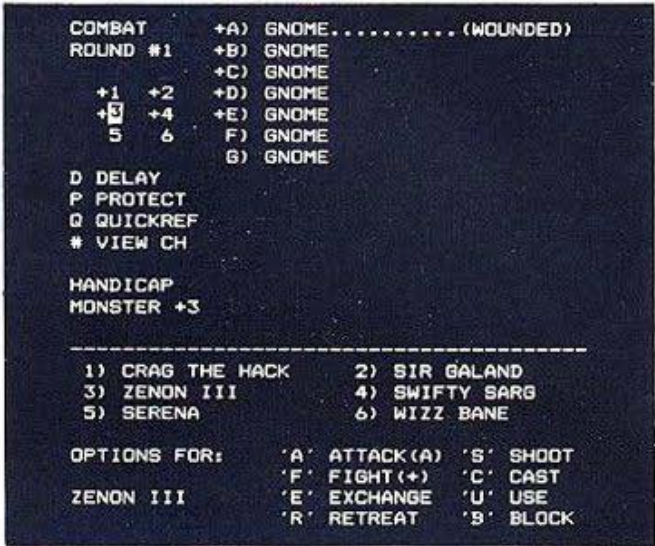 COMBAT +A) GNOME..........(WOUNDED)
ROUND #1 +B) GNOME
+C) GNOME
+1 +2 +D) GNOME
+3 +4 +E) GNOME
5 6 F) GNOME
G) GNOME
D DELAY
P PROTECT
Q QUICKREF
# VIEW CH
HANDICAP
MONSTER +3
------------------------------------------
1) CRAG THE HACK 2) SIR GALAND
3) ZENON III 4) SWIFTY SARG
5) SERENA 6) WIZZ BANE
OPTIONS FOR: 'A' ATTACK(A) 'S' SHOOT
'F' FIGHT(+) 'C' CAST
ZENON III 'E' EXCHANGE 'U' USE
'R' RETREAT 'B' BLOCK